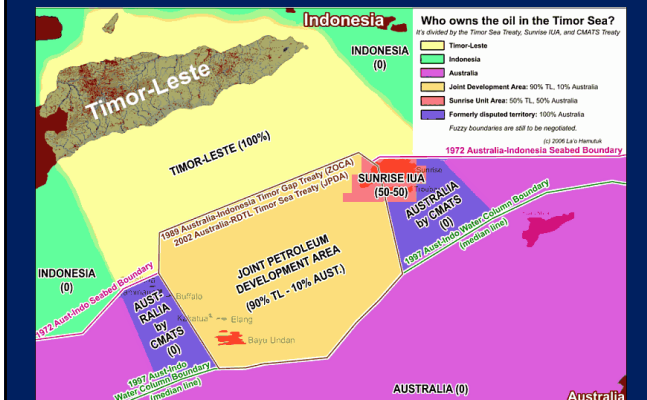 Indonesia
INDONESIA
(0)
Who owns the oil in the Timor Sea?
It's divided by the Timor Sea Treaty, Sunrise IUA, and CMATS Treaty
Timor-Leste
Indonesia
Australia
Joint Development Area: 90% TL, 10% Australia
Sunrise Unit Area: 50% TL, 50% Australia
Formerly disputed territory: 100% Australia
Fuzzy boundaries are still to be negotiated.
(c) 2006 La'o Hamutuk
1972 Australia-Indonesia Seabed Boundary
Timor-Leste
TIMOR-LESTE (100%)
1989 Australia-Indonesia Timor Gap Treaty (ZOCA)
2002 Australia-RDTL Timor Sea Treaty (JPDA)
Sunrise
SUNRISE IUA
(50-50)
AUSTRALIA
by CMATS
(0)
1997 Aust-Indo Water Column Boundary
(median line)
JOINT PETROLEUM
DEVELOPMENT AREA
(90% TL - 10% AUST.)
INDONESIA
(0)
1972 Aust-Indo Seabed Boundary
Buffalo
AUST-
RALIA
by
CMATS
(0)
Elang
Bayu Undan
1997 Aust-Indo
Water Column Boundary
(median line)
AUSTRALIA (0)
Australia